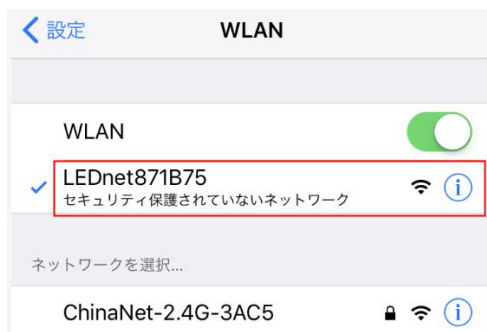 設定 WLAN
WLAN
LEDnet871B75
セキュリティ保護されていないネットワーク
ネットワークを選択...
ChinaNet-2.4G-3AC5